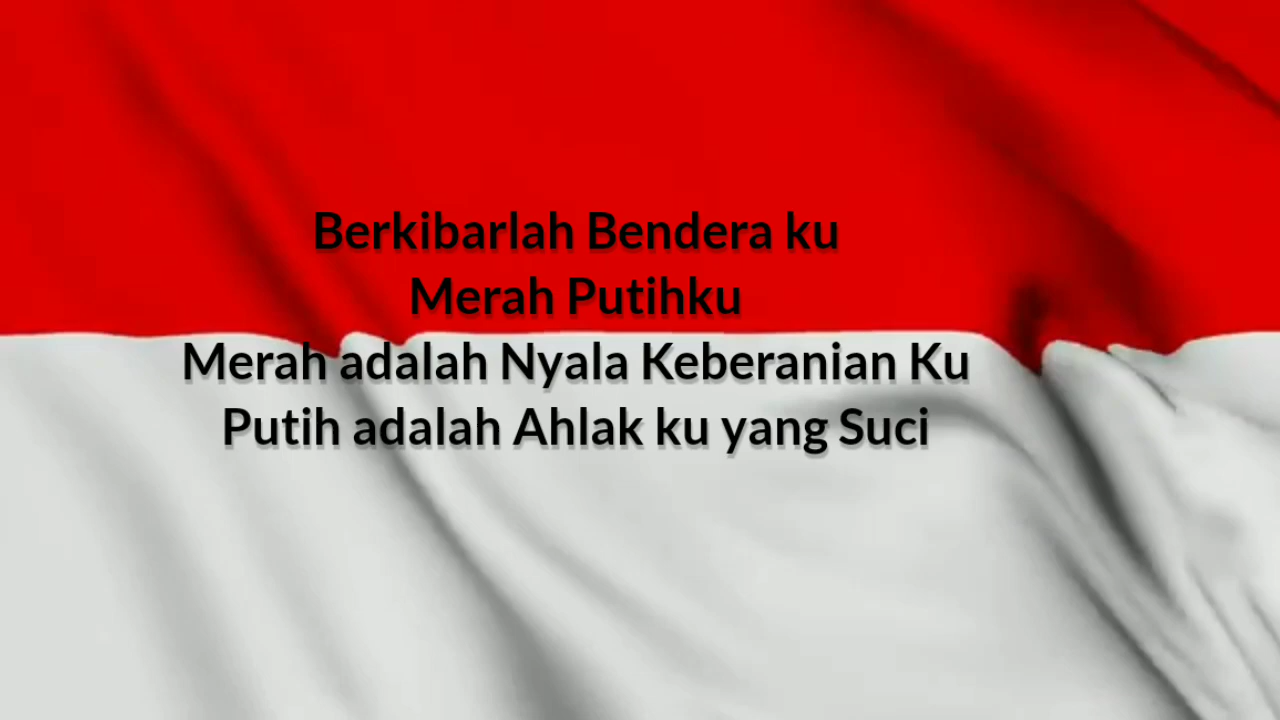 Berkibarlah Bendera ku
Merah Putihku
Merah adalah Nyala Keberanian Ku
Putih adalah Ahlak ku yang Suci